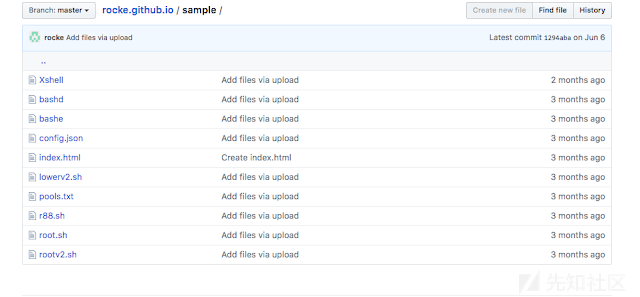 Branch: master rocke.github.io / sample / Create new file Find file History
rocke Add files via upload Latest commit 1294aba on Jun 6
..
Xshell Add files via upload 2 months ago
bashd Add files via upload 3 months ago
bashe Add files via upload 3 months ago
config.json Add files via upload 3 months ago
index.html Create index.html 3 months ago
lowerv2.sh Add files via upload 3 months ago
pools.txt Add files via upload 3 months ago
r88.sh Add files via upload 3 months ago
root.sh Add files via upload 3 months ago
rootv2.sh Add files via upload 3 months ago
先知社区